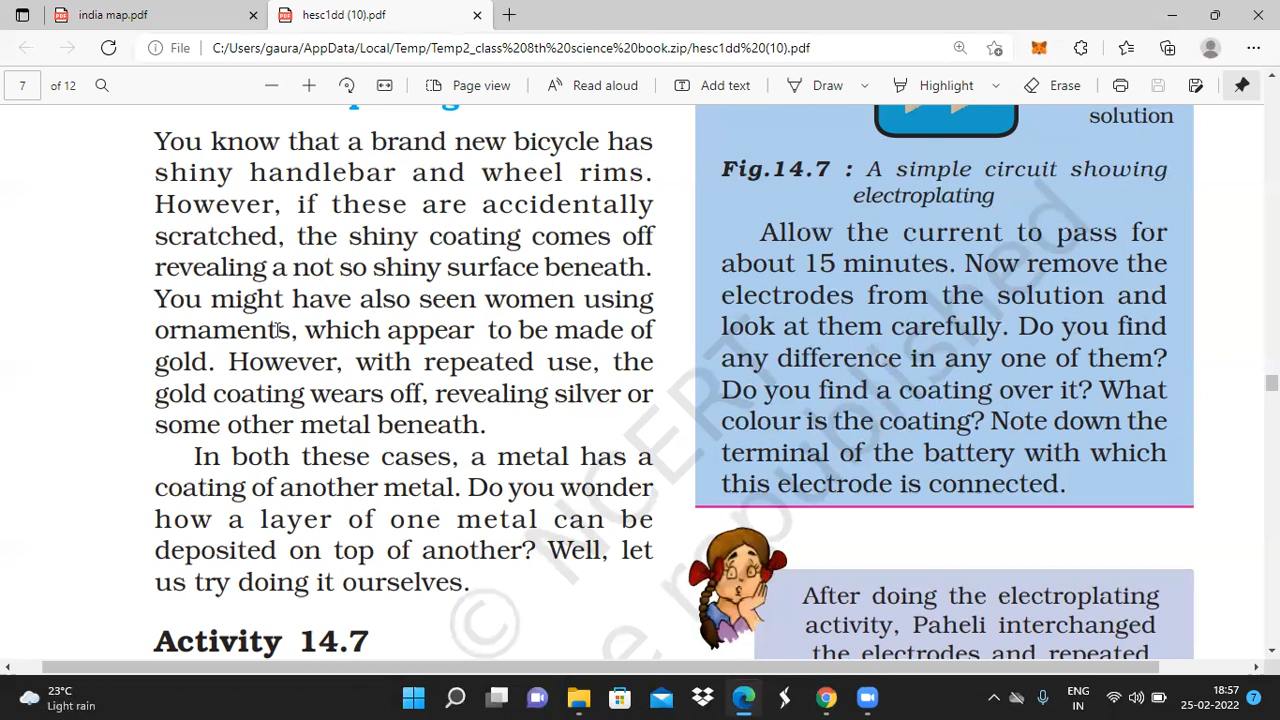 india map.pdf
hesc1dd (10).pdf
File
C:/Users/gaura/AppData/Local/Temp/Temp2_class%208th%20science%20book.zip/hesc1dd%20(10).pdf
7 of 12
Page view
Read aloud
Add text
Draw
Highlight
Erase
You know that a brand new bicycle has
shiny handlebar and wheel rims.
However, if these are accidentally
scratched, the shiny coating comes off
revealing a not so shiny surface beneath.
You might have also seen women using
ornaments, which appear to be made of
gold. However, with repeated use, the
gold coating wears off, revealing silver or
some other metal beneath.
In both these cases, a metal has a
coating of another metal. Do you wonder
how a layer of one metal can be
deposited on top of another? Well, let
us try doing it ourselves.
Activity 14.7
solution
Fig.14.7 : A simple circuit showing
electroplating
Allow the current to pass for
about 15 minutes. Now remove the
electrodes from the solution and
look at them carefully. Do you find
any difference in any one of them?
Do you find a coating over it? What
colour is the coating? Note down the
terminal of the battery with which
this electrode is connected.
After doing the electroplating
activity, Paheli interchanged
the electrodes and repeated
© NCERT
republished
23°C
Light rain
ENG
IN
18:57
25-02-2022
7